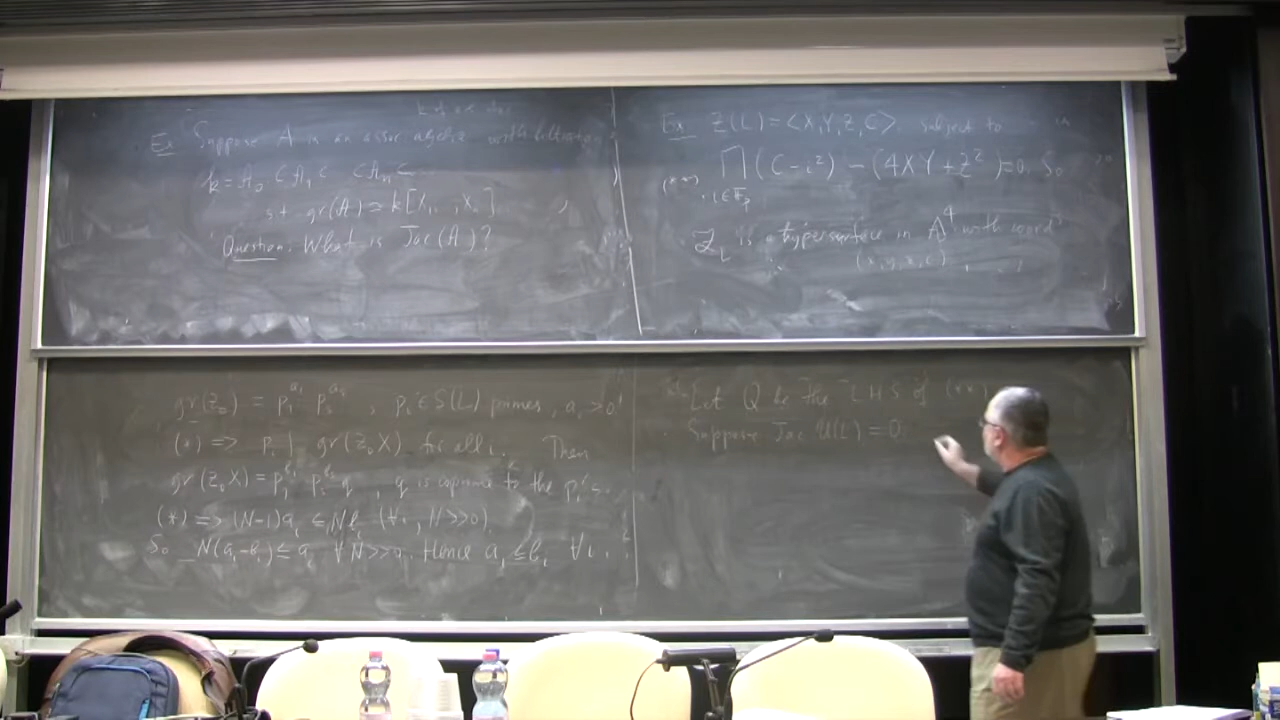 Ex Suppose A is an assoc algebra with filtration
k = A₀ ⊂ A₁ ⊂ ⊂ Aₙ ⊂ ...
s.t. gr(A) ≅ k[X₁, ., Xₙ]
Question. What is Jac(A)?
Ex Z(L) = <X,Y,Z,C> subject to
(**) ∏ (C-i²) - (4XY+Z²) = 0. So
i∈𝔽ₚ
Z_L is a hypersurface in A⁴ with coord
(x,y,z,c)
gr(Z₀) = p₁^{a₁} pₛ^{aₛ}, pᵢ ∈ S(L) primes, aᵢ>0
(*) => pᵢ | gr(Z₀X) for all i. Then
gr(Z₀X) = p₁^{b₁} pₛ^{bₛ} q, q is coprime to the pᵢ's.
(*) => (N-1)aᵢ ≤ Nbᵢ (∀i, N>>0)
So N(aᵢ-bᵢ) ≤ aᵢ ∀N>>0. Hence aᵢ ≤ bᵢ ∀i.
Let Q be the LHS of (**)
Suppose Jac U(L) = 0.